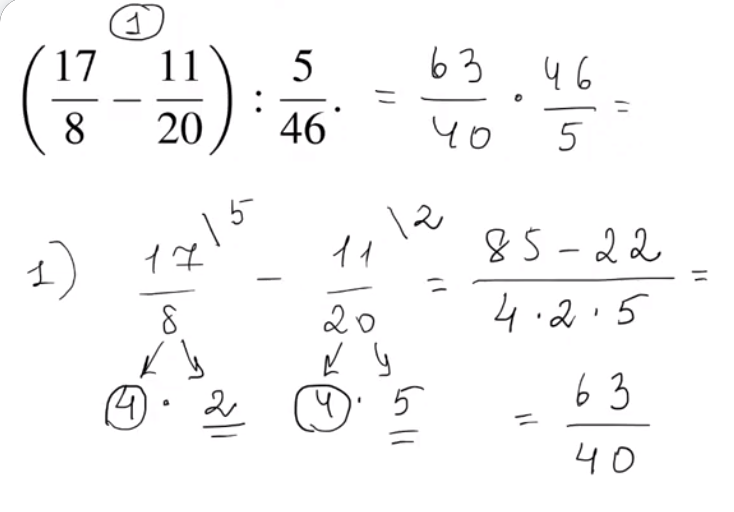 1
(17/8 − 11/20) : 5/46. = 63/40 · 46/5 =
1) 17\5/8 − 11\2/20 = 85 − 22/4 · 2 · 5 =
4 · 2 4 · 5 = 63/40